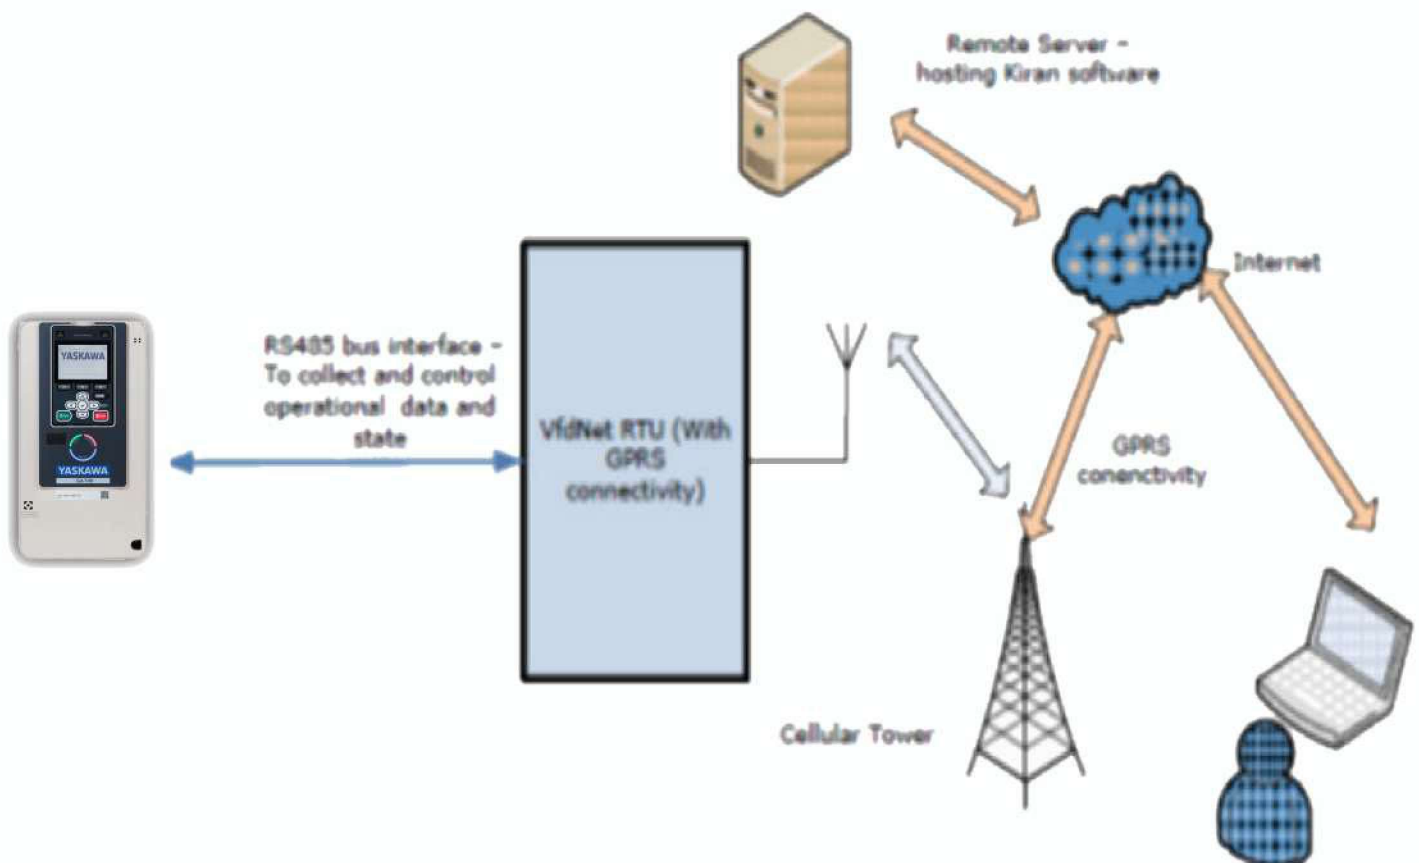 Remote Server -
hosting Kiran software
Internet
YASKAWA
RS485 bus interface -
To collect and control
operational data and
state
VfdNet RTU (With
GPRS
connectivity)
YASKAWA
GPRS
conenctivity
Cellular Tower